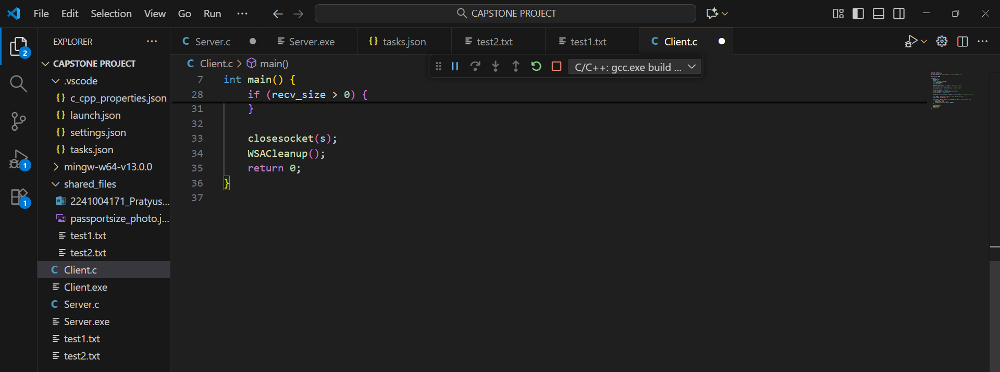 File Edit Selection View Go Run ··· CAPSTONE PROJECT
EXPLORER ···
CAPSTONE PROJECT
.vscode
{} c_cpp_properties.json
{} launch.json
{} settings.json
{} tasks.json
mingw-w64-v13.0.0
shared_files
2241004171_Pratyus...
passportsize_photo.j...
test1.txt
test2.txt
C Client.c
Client.exe
C Server.c
Server.exe
test1.txt
test2.txt
2
1
1
C Server.c Server.exe {} tasks.json test2.txt test1.txt C Client.c
C Client.c > main()
C/C++: gcc.exe build ...
7 int main() {
28 if (recv_size > 0) {
31 }
32
33 closesocket(s);
34 WSACleanup();
35 return 0;
36 }
37